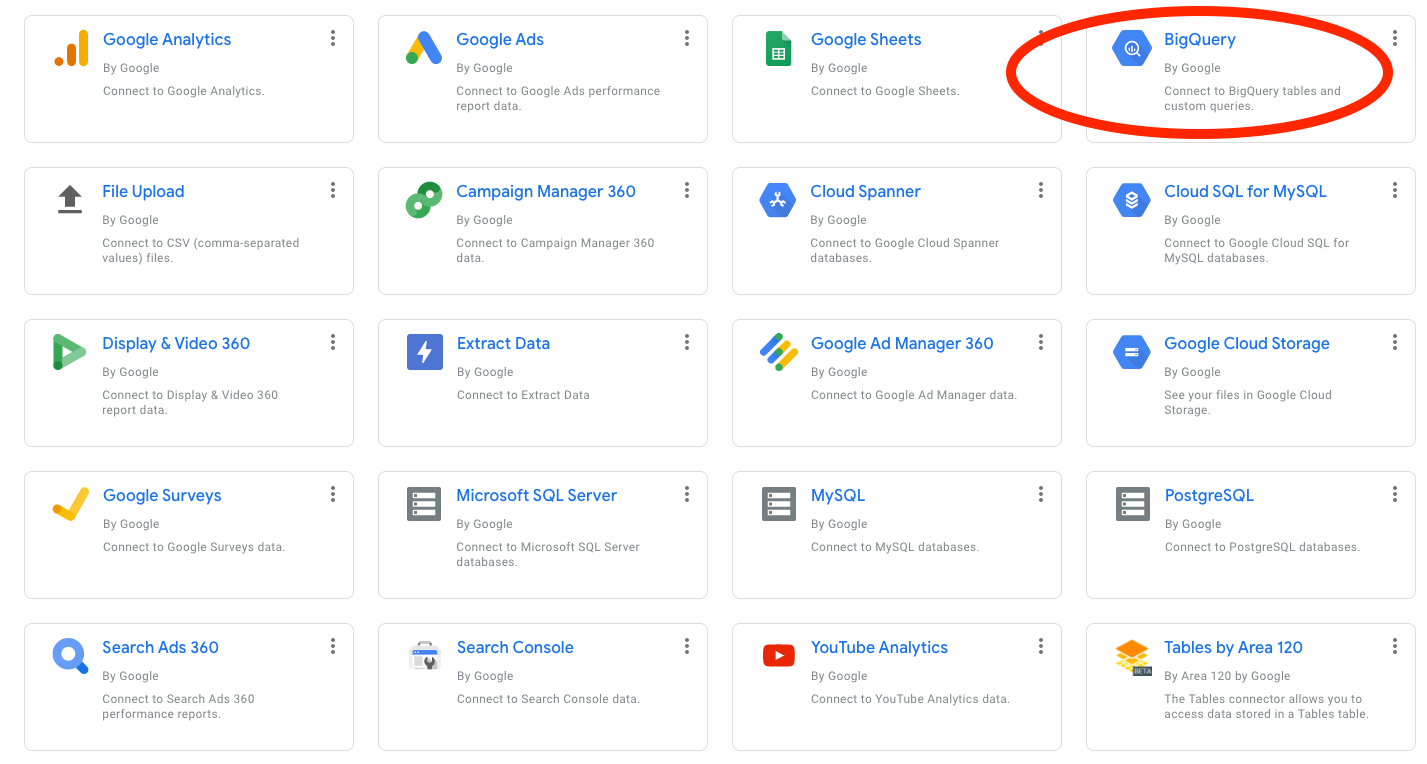 Google Analytics
By Google
Connect to Google Analytics.
Google Ads
By Google
Connect to Google Ads performance
report data.
Google Sheets
By Google
Connect to Google Sheets.
BigQuery
By Google
Connect to BigQuery tables and
custom queries.
File Upload
By Google
Connect to CSV (comma-separated
values) files.
Campaign Manager 360
By Google
Connect to Campaign Manager 360
data.
Cloud Spanner
By Google
Connect to Google Cloud Spanner
databases.
Cloud SQL for MySQL
By Google
Connect to Google Cloud SQL for
MySQL databases.
Display & Video 360
By Google
Connect to Display & Video 360
report data.
Extract Data
By Google
Connect to Extract Data
Google Ad Manager 360
By Google
Connect to Google Ad Manager data.
Google Cloud Storage
By Google
See your files in Google Cloud
Storage.
Google Surveys
By Google
Connect to Google Surveys data.
Microsoft SQL Server
By Google
Connect to Microsoft SQL Server
databases.
MySQL
By Google
Connect to MySQL databases.
PostgreSQL
By Google
Connect to PostgreSQL databases.
Search Ads 360
By Google
Connect to Search Ads 360
performance reports.
Search Console
By Google
Connect to Search Console data.
YouTube Analytics
By Google
Connect to YouTube Analytics data.
BETA
Tables by Area 120
By Area 120 by Google
The Tables connector allows you to
access data stored in a Tables table.